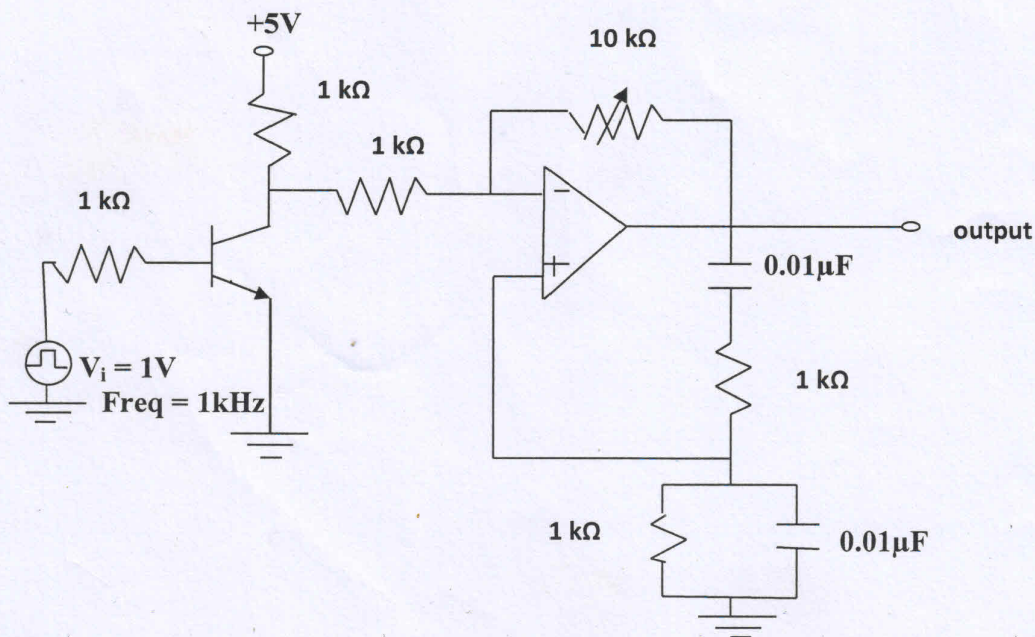 +5V
1 kΩ
10 kΩ
1 kΩ
1 kΩ
-
+
output
0.01μF
Vᵢ = 1V
Freq = 1kHz
1 kΩ
1 kΩ
0.01μF